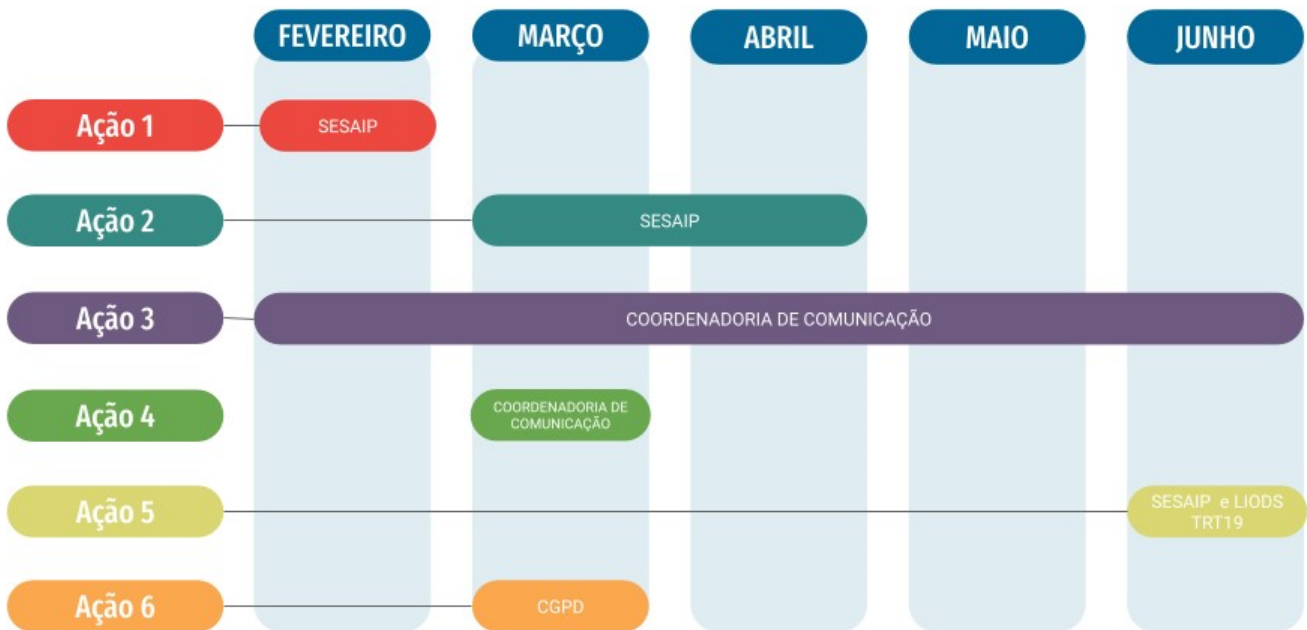 FEVEREIRO MARÇO ABRIL MAIO JUNHO
Ação 1 SESAIP
Ação 2 SESAIP
Ação 3 COORDENADORIA DE COMUNICAÇÃO
Ação 4 COORDENADORIA DE
COMUNICAÇÃO
Ação 5 SESAIP e LIODS
TRT19
Ação 6 CGPD